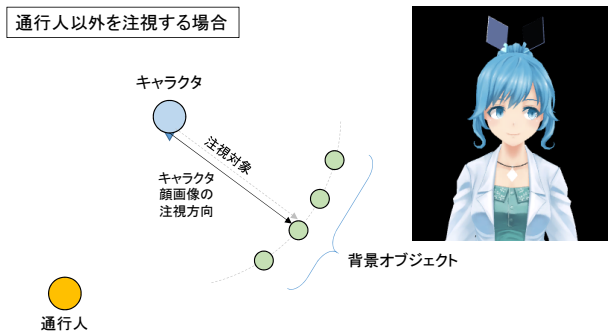 通行人以外を注視する場合
キャラクタ
注視対象
キャラクタ
顔画像の
注視方向
背景オブジェクト
通行人